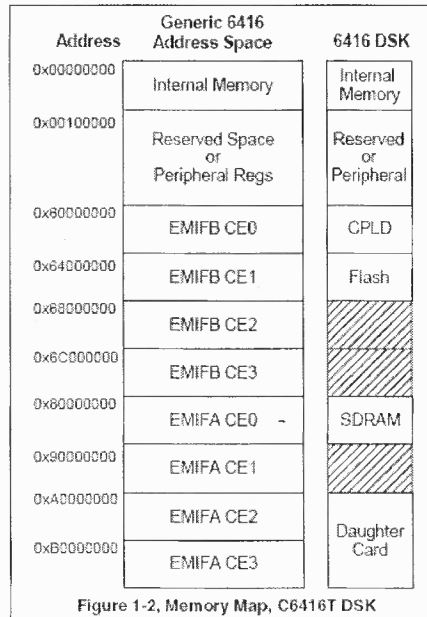 Generic 6416
Address Address Space 6416 DSK
0x00000000
Internal Memory
Internal
Memory
0x00100000
Reserved Space
or
Peripheral Regs
Reserved
or
Peripheral
0x60000000
EMIFB CE0
CPLD
0x64000000
EMIFB CE1
Flash
0x68000000
EMIFB CE2
0x6C000000
EMIFB CE3
0x80000000
EMIFA CE0 -
SDRAM
0x90000000
EMIFA CE1
0xA0000000
EMIFA CE2
Daughter
Card
0xB0000000
EMIFA CE3
Figure 1-2, Memory Map, C6416T DSK